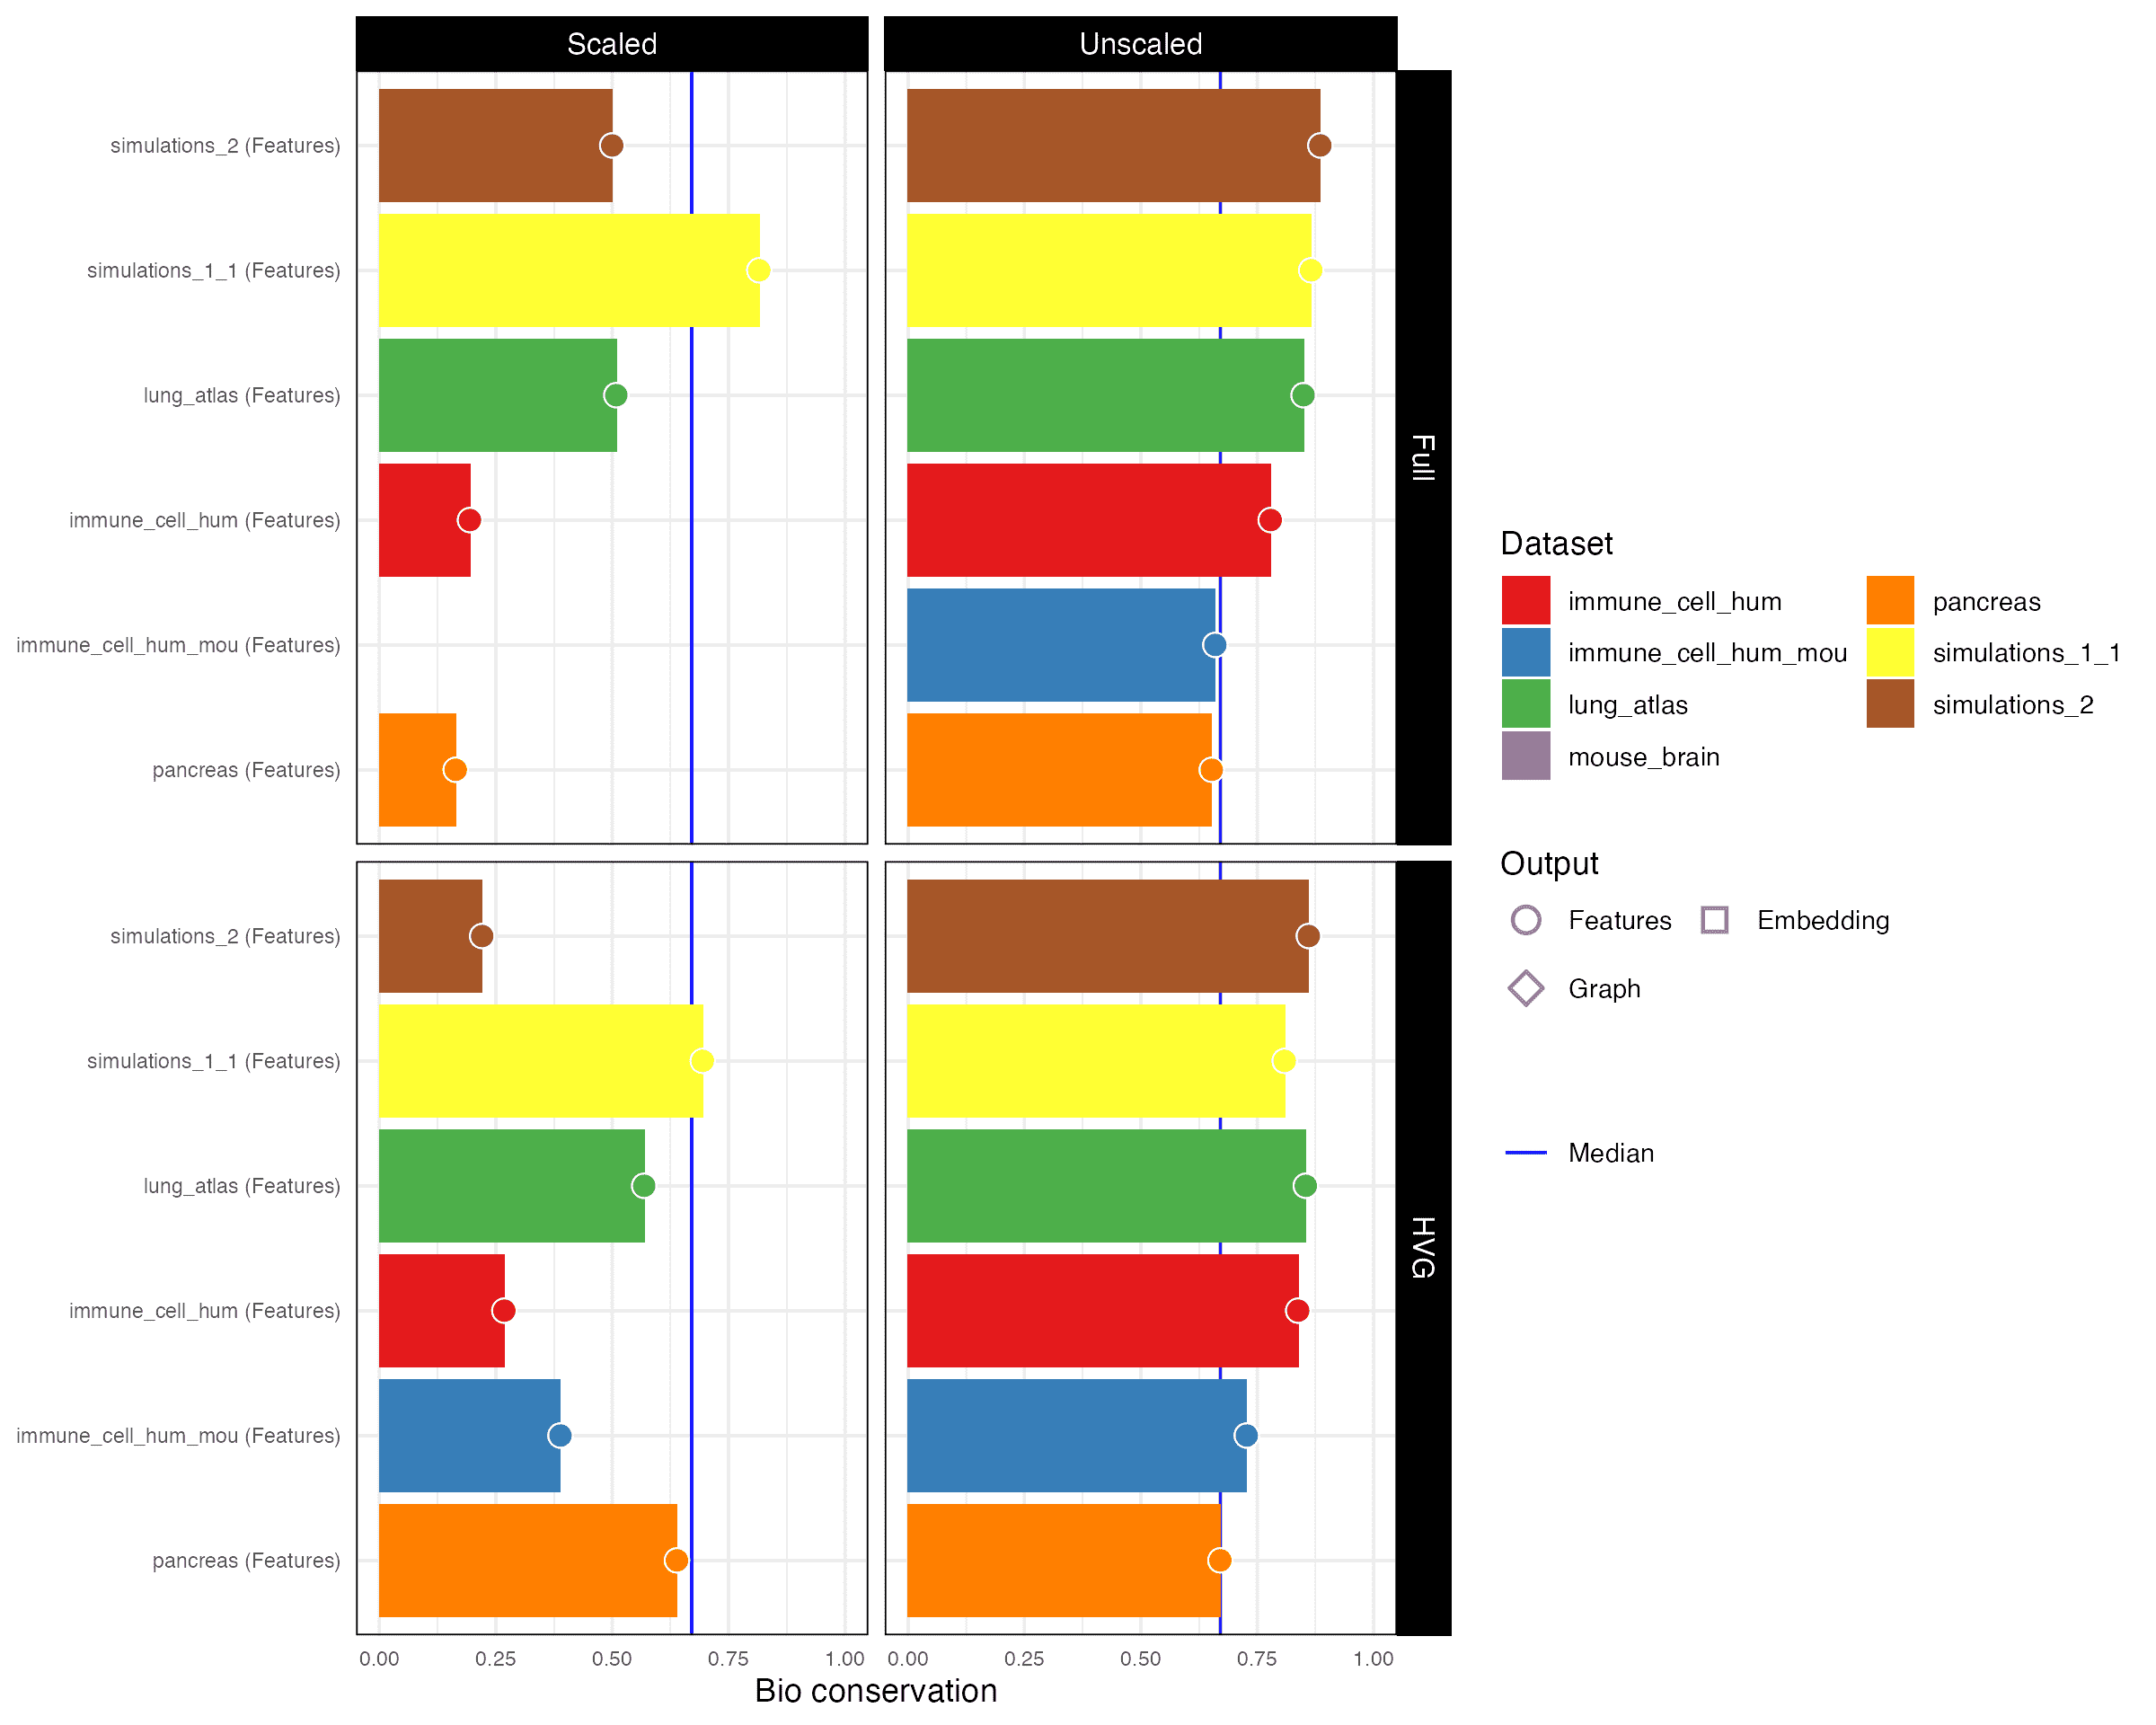 Scaled
Unscaled
simulations_2 (Features)
simulations_1_1 (Features)
lung_atlas (Features)
immune_cell_hum (Features)
immune_cell_hum_mou (Features)
pancreas (Features)
Full
simulations_2 (Features)
simulations_1_1 (Features)
lung_atlas (Features)
immune_cell_hum (Features)
immune_cell_hum_mou (Features)
pancreas (Features)
HVG
0.00 0.25 0.50 0.75 1.00
0.00 0.25 0.50 0.75 1.00
Bio conservation
Dataset
immune_cell_hum
immune_cell_hum_mou
lung_atlas
mouse_brain
pancreas
simulations_1_1
simulations_2
Output
Features
Embedding
Graph
Median